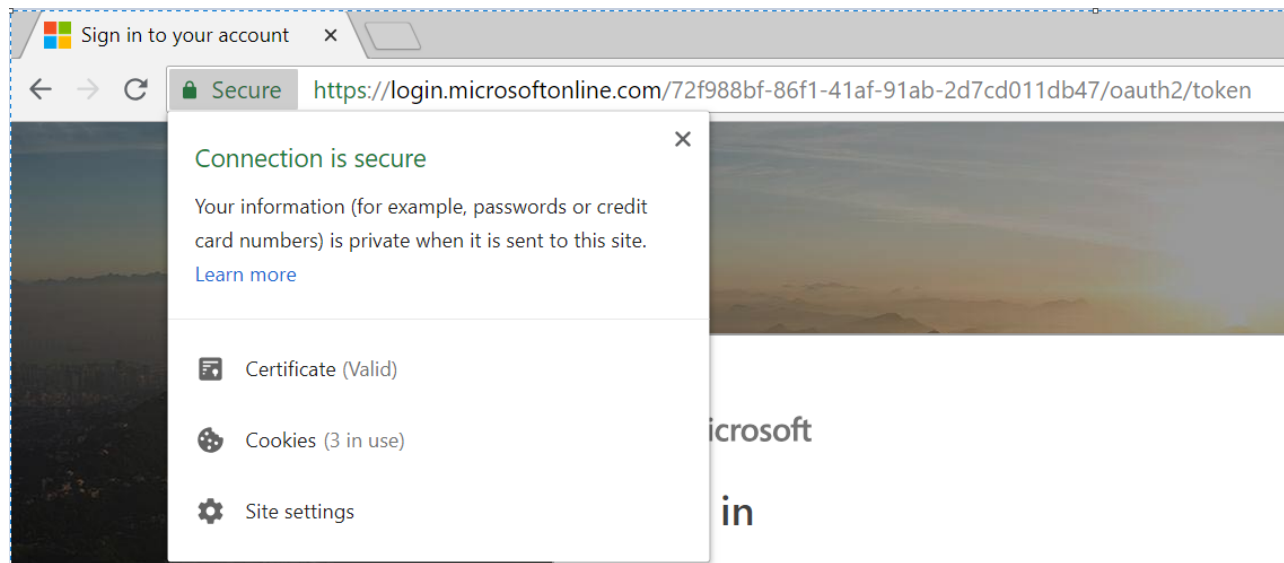 Sign in to your account
Secure https://login.microsoftonline.com/72f988bf-86f1-41af-91ab-2d7cd011db47/oauth2/token
Connection is secure
Your information (for example, passwords or credit
card numbers) is private when it is sent to this site.
Learn more
Certificate (Valid)
Cookies (3 in use)
icrosoft
Site settings
in